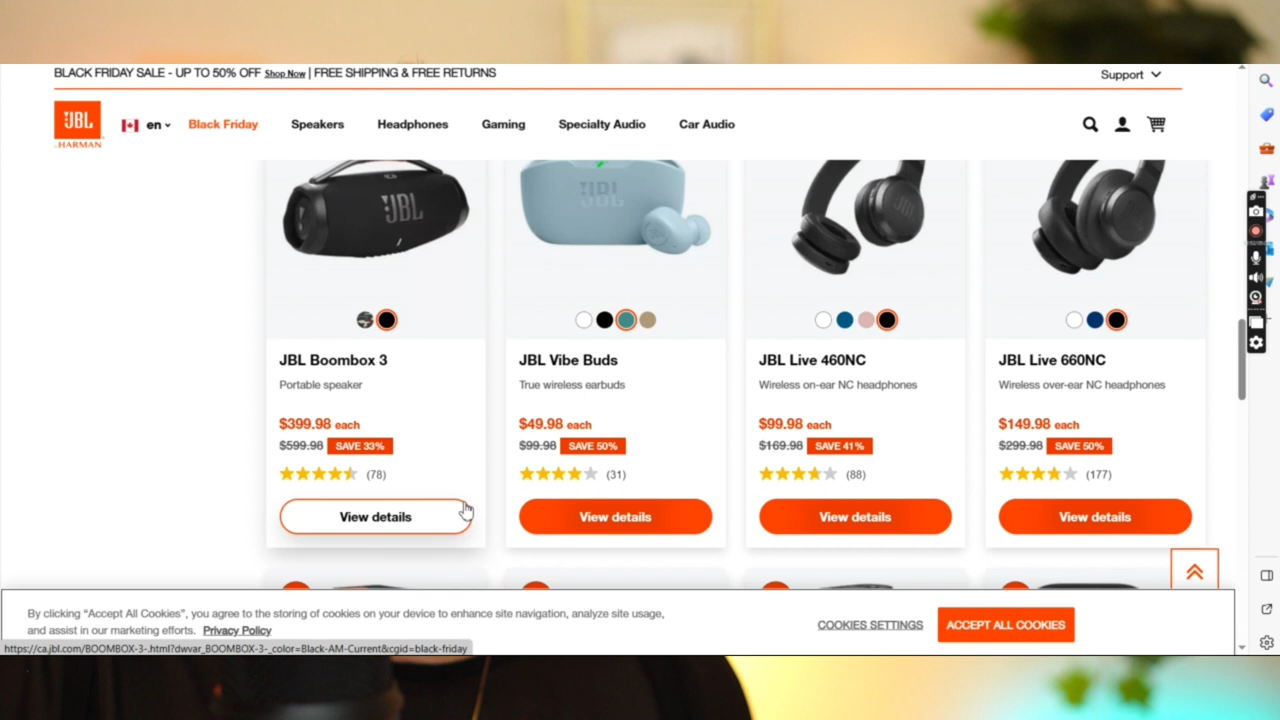 BLACK FRIDAY SALE - UP TO 50% OFF Shop Now | FREE SHIPPING & FREE RETURNS
Support
JBL
HARMAN
en
Black Friday
Speakers
Headphones
Gaming
Specialty Audio
Car Audio
JBL
JBL
JBL
JBL Boombox 3
Portable speaker
$399.98 each
$599.98 SAVE 33%
(78)
View details
JBL Vibe Buds
True wireless earbuds
$49.98 each
$99.98 SAVE 50%
(31)
View details
JBL Live 460NC
Wireless on-ear NC headphones
$99.98 each
$169.98 SAVE 41%
(88)
View details
JBL Live 660NC
Wireless over-ear NC headphones
$149.98 each
$299.98 SAVE 50%
(177)
View details
By clicking “Accept All Cookies”, you agree to the storing of cookies on your device to enhance site navigation, analyze site usage,
and assist in our marketing efforts. Privacy Policy
COOKIES SETTINGS
ACCEPT ALL COOKIES
https://ca.jbl.com/BOOMBOX-3-.html?dwvar_BOOMBOX-3-_color=Black-AM-Current&cgid=black-friday